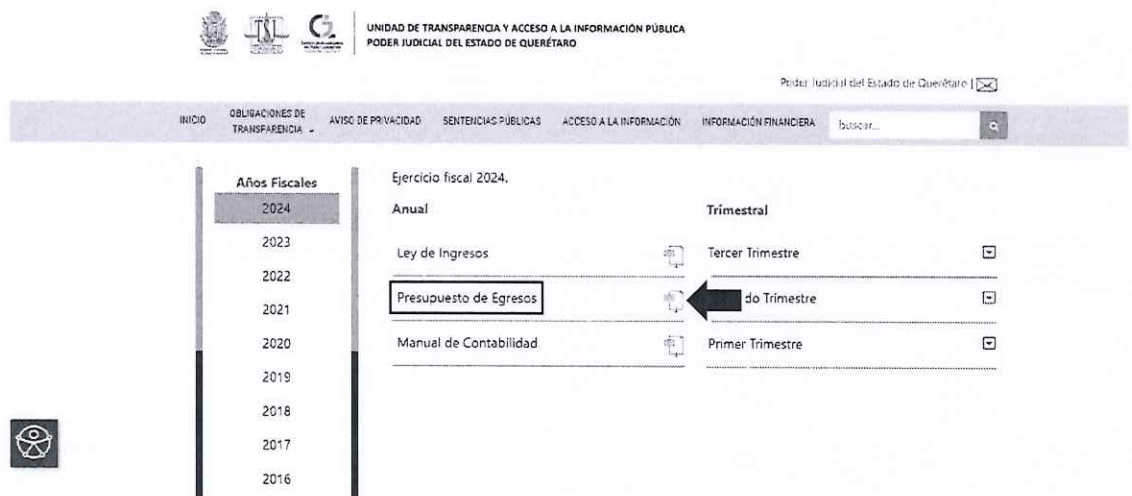 UNIDAD DE TRANSPARENCIA Y ACCESO A LA INFORMACIÓN PÚBLICA
PODER JUDICIAL DEL ESTADO DE QUERÉTARO
Poder Judicial del Estado de Querétaro |
INICIO
OBLIGACIONES DE
TRANSPARENCIA
AVISO DE PRIVACIDAD
SENTENCIAS PÚBLICAS
ACCESO A LA INFORMACIÓN
INFORMACIÓN FINANCIERA
buscar...
Años Fiscales
2024
2023
2022
2021
2020
2019
2018
2017
2016
Ejercicio fiscal 2024.
Anual
Ley de Ingresos
Presupuesto de Egresos
Manual de Contabilidad
Trimestral
Tercer Trimestre
do Trimestre
Primer Trimestre